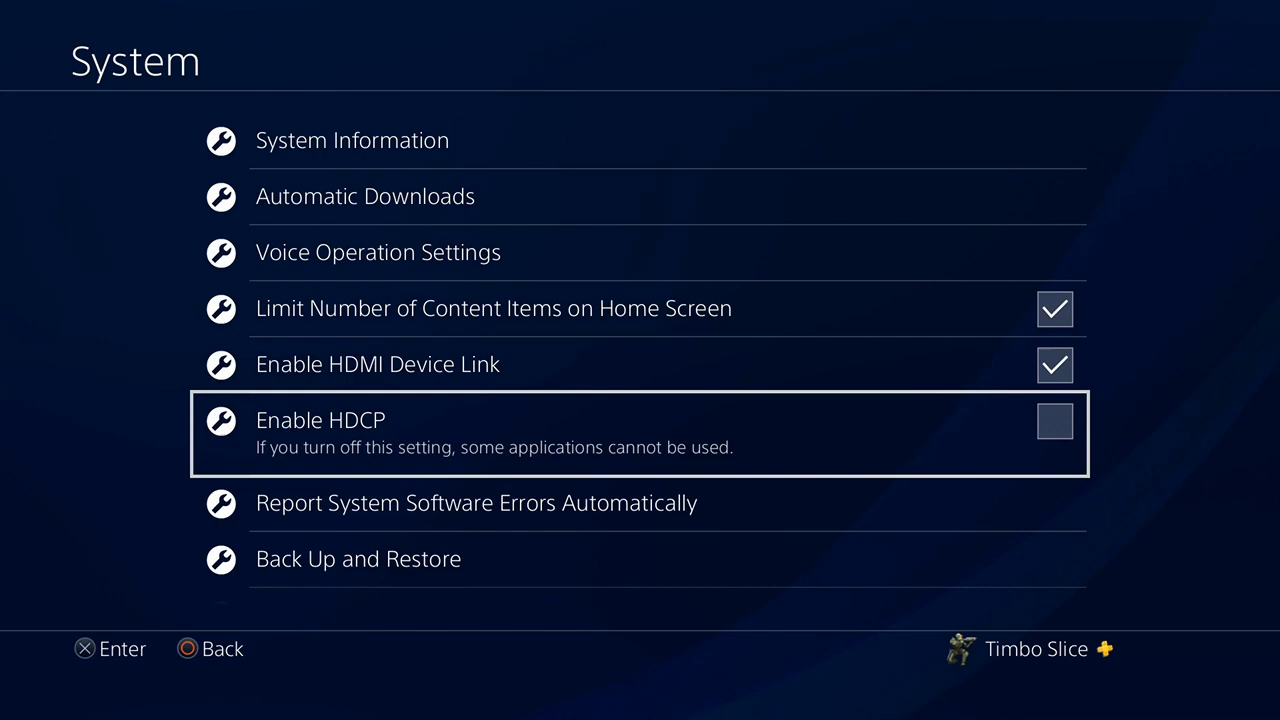 System
System Information
Automatic Downloads
Voice Operation Settings
Limit Number of Content Items on Home Screen
Enable HDMI Device Link
Enable HDCP
If you turn off this setting, some applications cannot be used.
Report System Software Errors Automatically
Back Up and Restore
Enter Back Timbo Slice